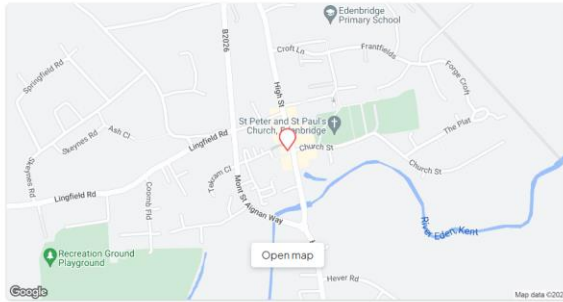 Edenbridge
Primary School
B2026
Croft Ln
Frantfields
Springfield Rd
High St
Forge Croft
St Peter and St Paul's
Church, Edenbridge
Ash Cl
Skeynes Rd
Lingfield Rd
The Plat
Church St
Skeynes Rd
Church St
Lingfield Rd
Coomb Fld
Mont St Aignan Way
River Eden, Kent
Open map
Recreation Ground
Playground
Hever Rd
Google
Map data ©202